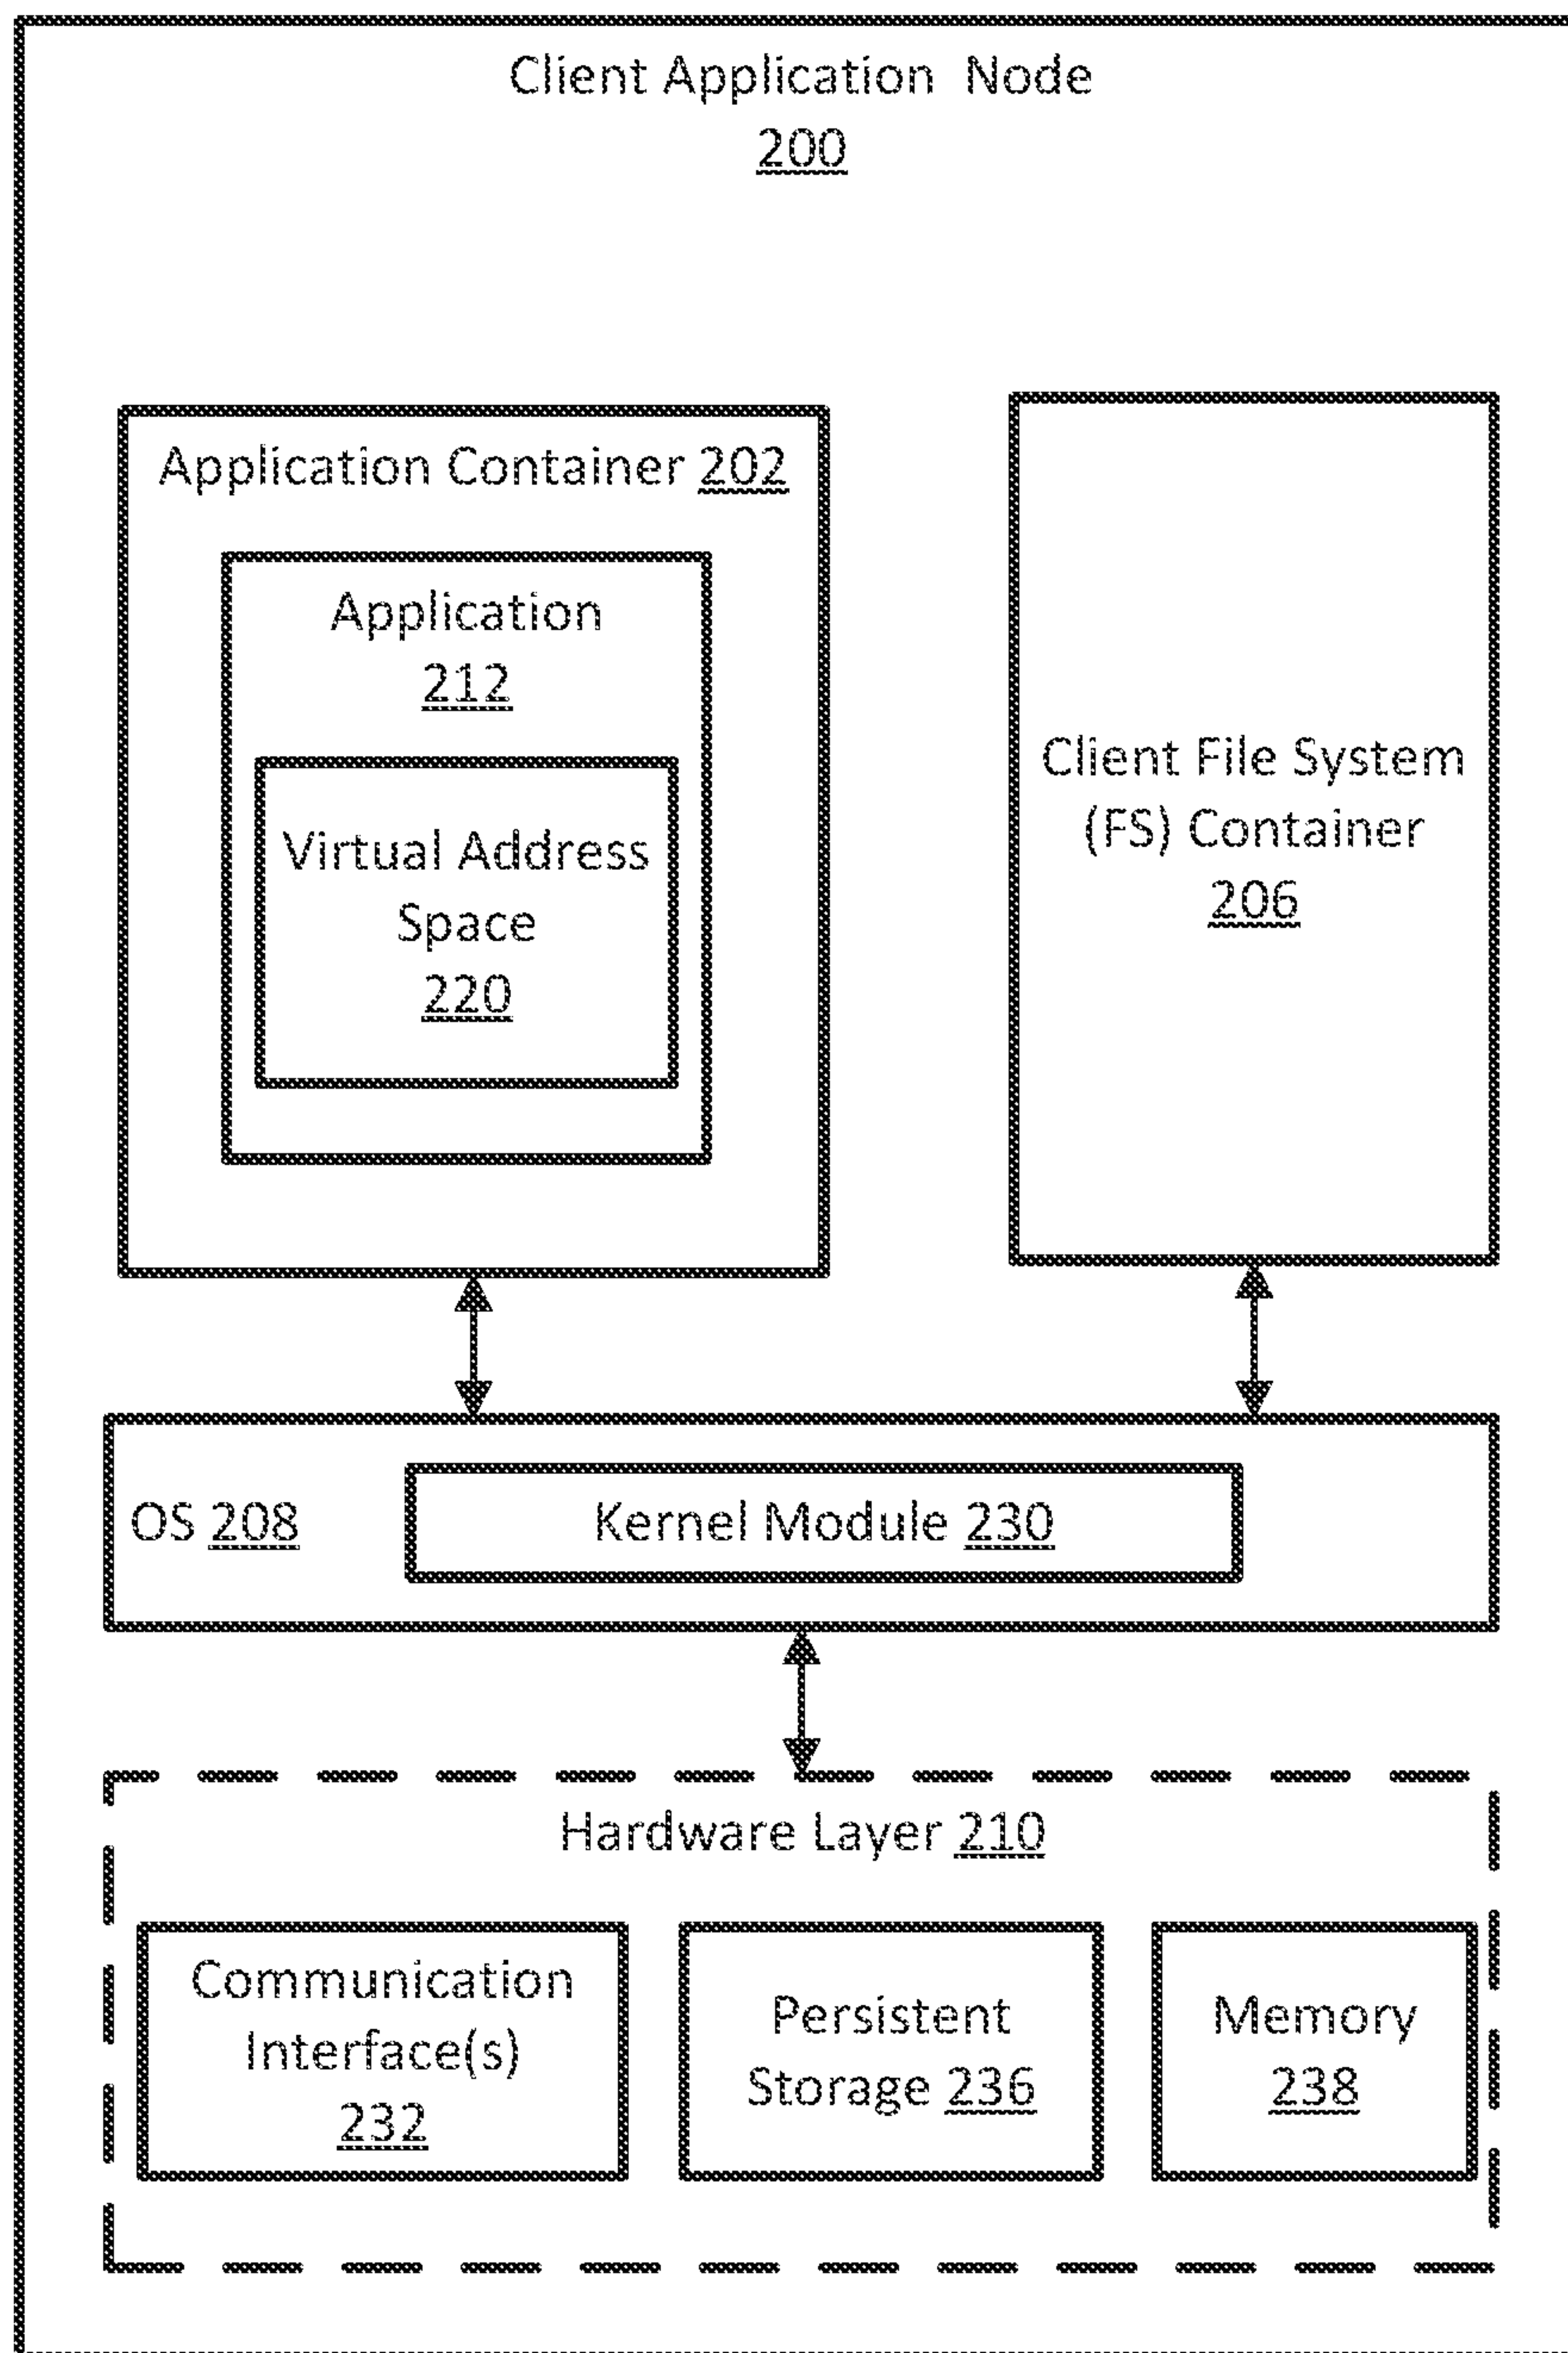 Client Application Node
200
Application Container 202
Application
212
Virtual Address
Space
220
Client File System
(FS) Container
206
OS 208
Kernel Module 230
Hardware Layer 210
Communication
Interface(s)
232
Persistent
Storage 236
Memory
238